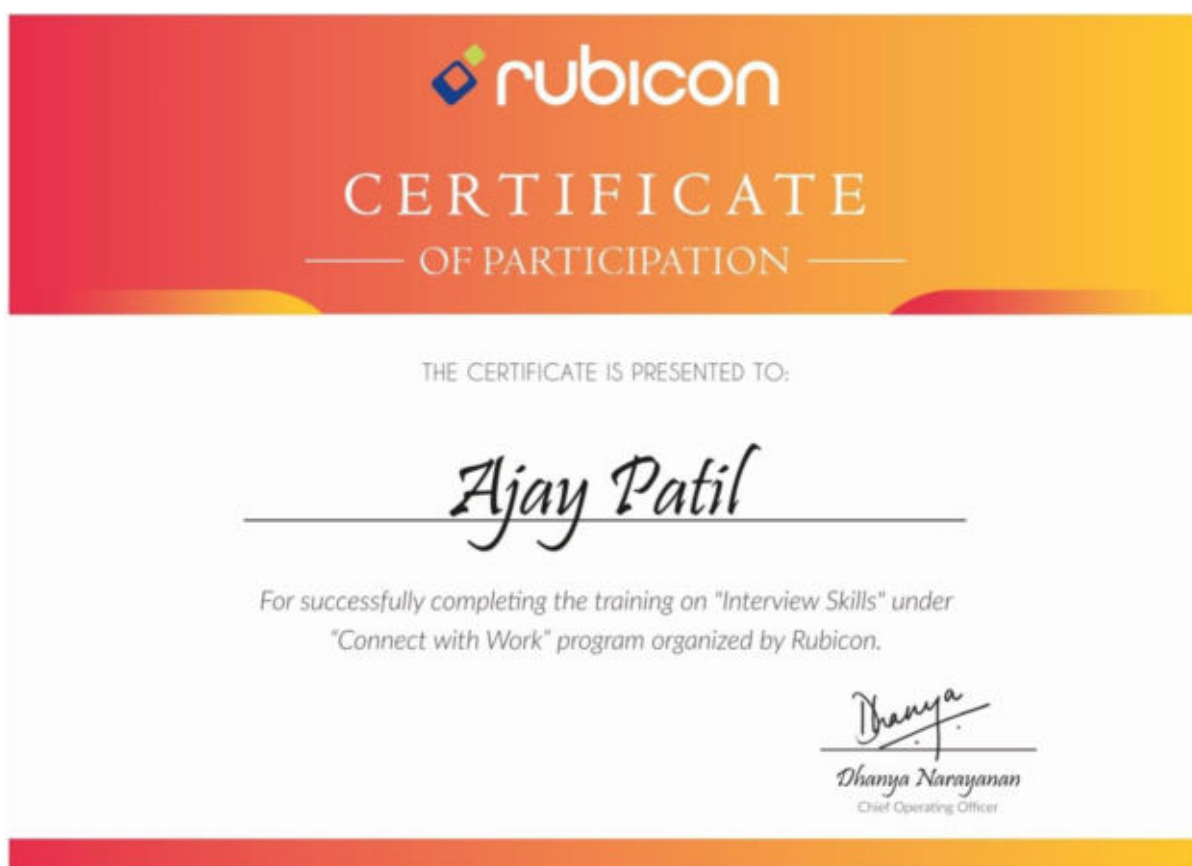 rubicon
CERTIFICATE
OF PARTICIPATION
THE CERTIFICATE IS PRESENTED TO:
Ajay Patil
For successfully completing the training on "Interview Skills" under
"Connect with Work" program organized by Rubicon.
Dhanya
Dhanya Narayanan
Chief Operating Officer